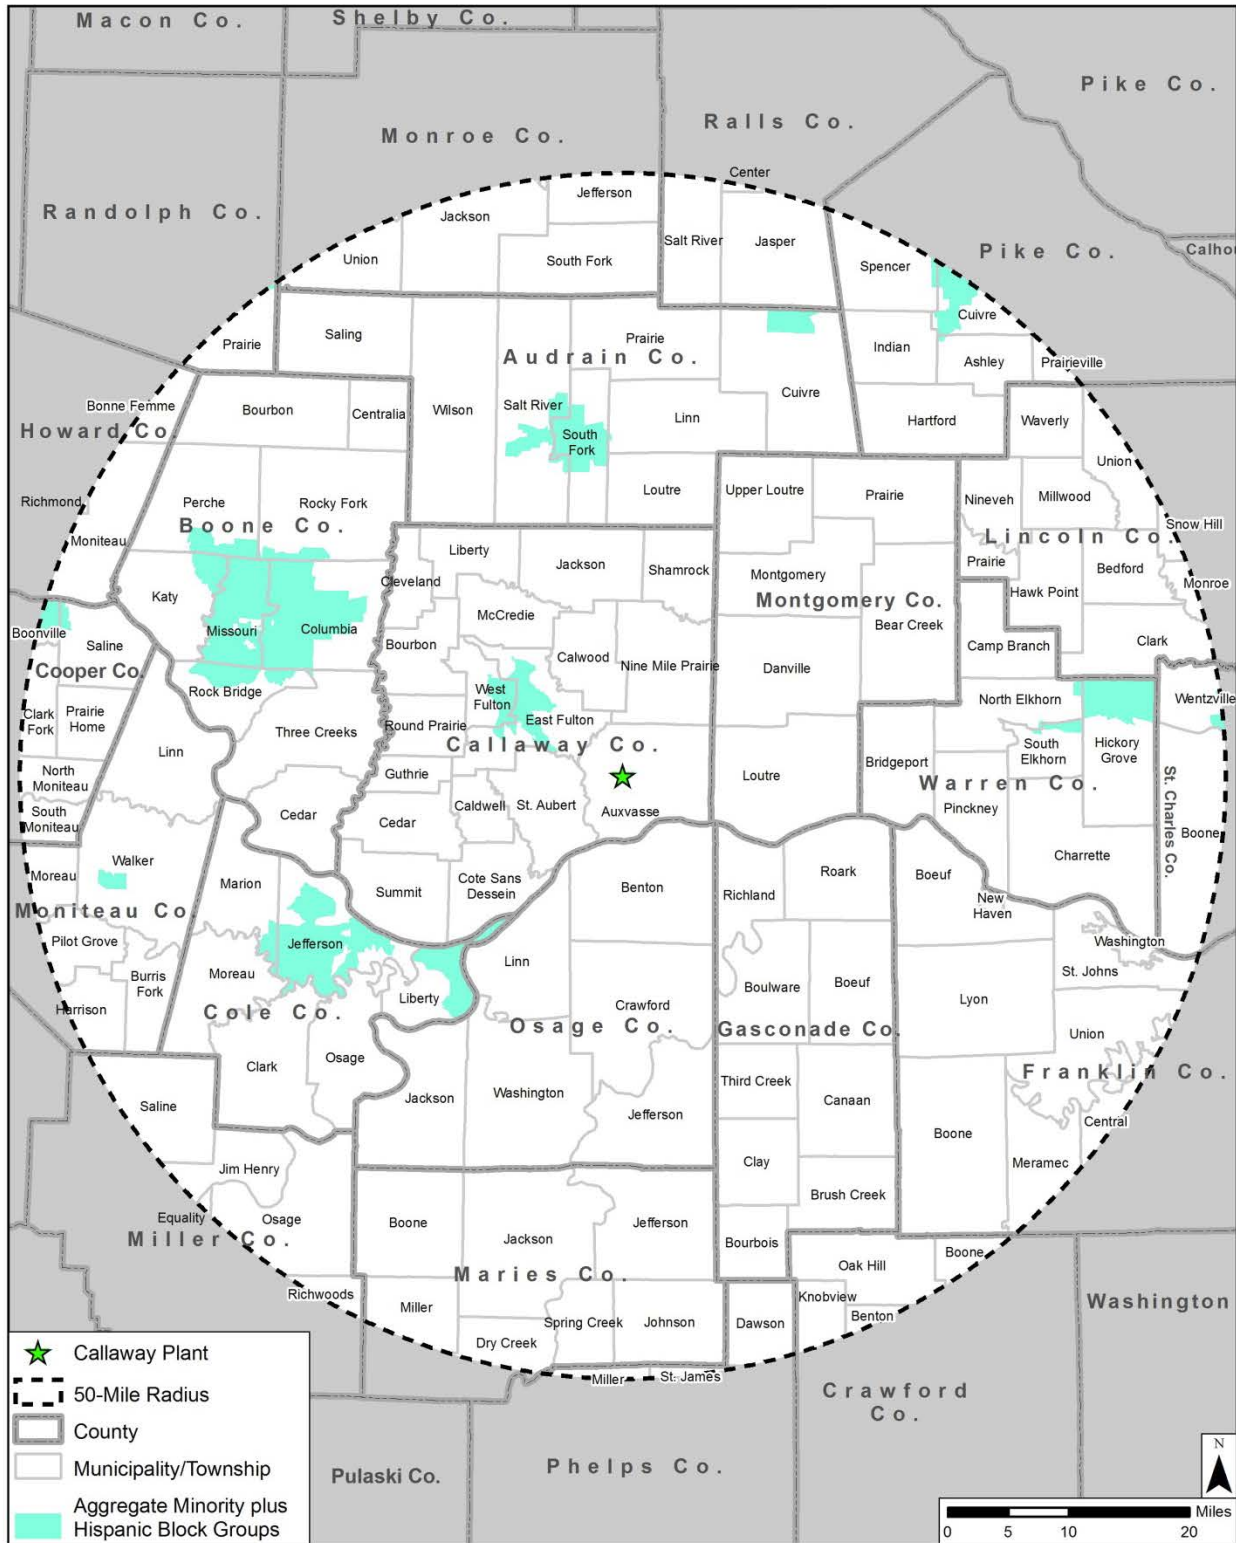 Macon Co.
Shelby Co.
Pike Co.
Ralls Co.
Monroe Co.
Randolph Co.
Center
Jefferson
Jackson
Salt River
Jasper
Union
South Fork
Spencer
Pike Co.
Calhou
Cuivre
Prairie
Saling
Prairie
Indian
Audrain Co.
Ashley
Prairieville
Cuivre
Bonne Femme
Bourbon
Centralia
Wilson
Salt River
Linn
Hartford
Waverly
Howard Co.
South
Fork
Union
Richmond
Perche
Rocky Fork
Loutre
Upper Loutre
Prairie
Nineveh
Millwood
Boone Co.
Snow Hill
Moniteau
Lincoln Co.
Liberty
Jackson
Shamrock
Prairie
Bedford
Cleveland
Montgomery
Monroe
Katy
Hawk Point
Montgomery Co.
McCredie
Bear Creek
Boonville
Missouri
Columbia
Saline
Bourbon
Calwood
Camp Branch
Clark
Cooper Co.
Nine Mile Prairie
Danville
Rock Bridge
West
Fulton
North Elkhorn
Wentzville
Clark
Fork
Prairie
Home
East Fulton
Three Creeks
Round Prairie
Callaway Co.
South
Elkhorn
Hickory
Grove
Linn
Bridgeport
North
Moniteau
Guthrie
Loutre
Warren Co.
St. Charles Co.
South
Moniteau
Cedar
Cedar
Caldwell
St. Aubert
Auxvasse
Pinckney
Boone
Walker
Charrette
Moreau
Marion
Summit
Cote Sans
Dessein
Benton
Richland
Roark
Boeuf
Moniteau Co.
New
Haven
Pilot Grove
Jefferson
Washington
Moreau
Linn
St. Johns
Burris
Fork
Harrison
Liberty
Boulware
Boeuf
Lyon
Cole Co.
Crawford
Osage Co.
Gasconade Co.
Union
Clark
Osage
Third Creek
Franklin Co.
Saline
Jackson
Washington
Canaan
Jefferson
Central
Boone
Clay
Meramec
Jim Henry
Brush Creek
Equality
Osage
Boone
Jefferson
Miller Co.
Jackson
Bourbois
Boone
Oak Hill
Maries Co.
Richwoods
Knobview
Miller
Washington
Spring Creek
Johnson
Dawson
Benton
Dry Creek
Miller
St. James
Crawford
Co.
Pulaski Co.
Phelps Co.
Callaway Plant
50-Mile Radius
County
Municipality/Township
Aggregate Minority plus
Hispanic Block Groups
N
Miles
0 5 10 20